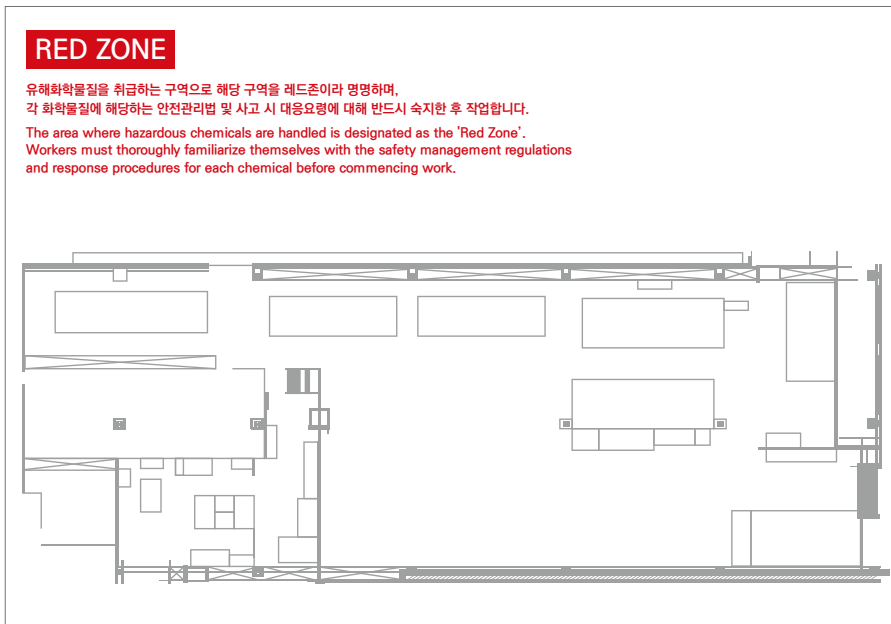 RED ZONE
유해화학물질을 취급하는 구역으로 해당 구역을 레드존이라 명명하며,
각 화학물질에 해당하는 안전관리법 및 사고 시 대응요령에 대해 반드시 숙지한 후 작업합니다.
The area where hazardous chemicals are handled is designated as the 'Red Zone'.
Workers must thoroughly familiarize themselves with the safety management regulations
and response procedures for each chemical before commencing work.